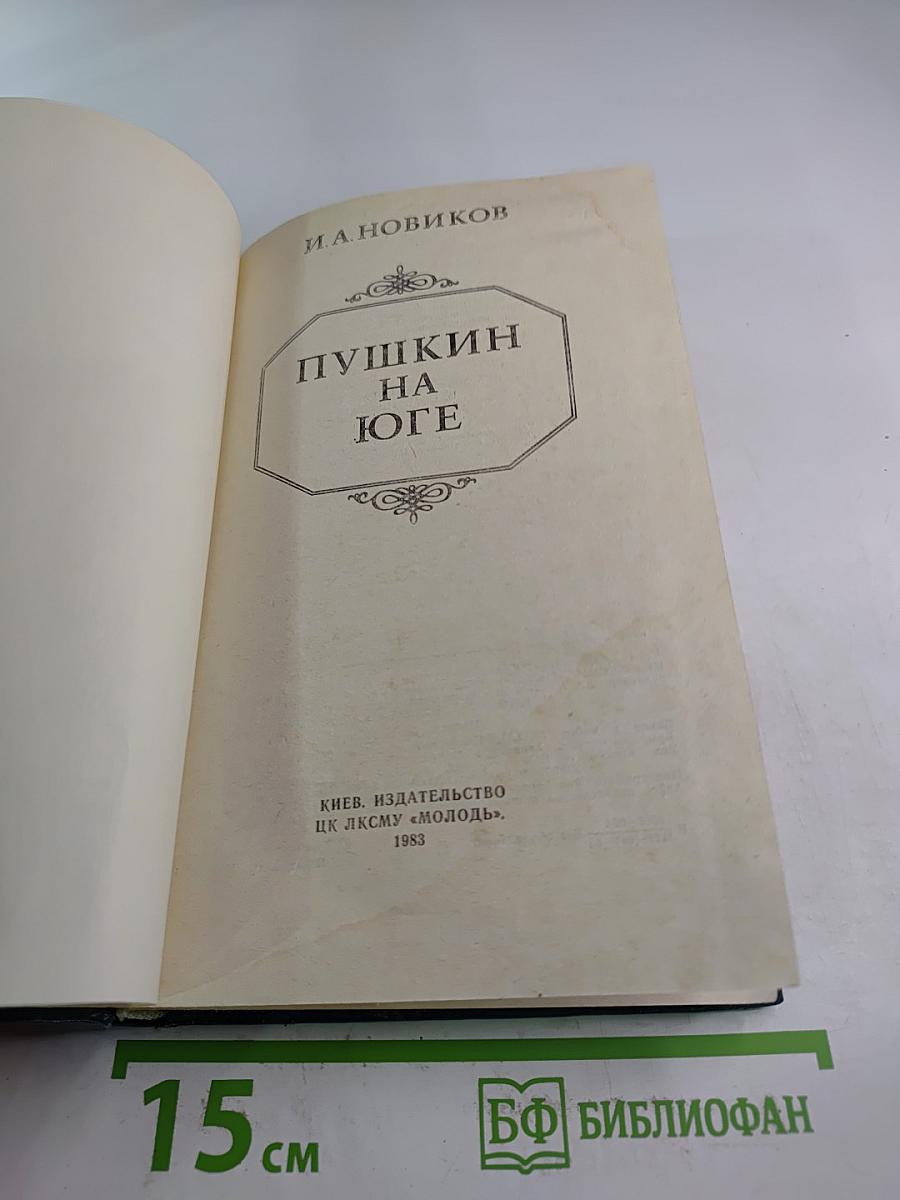 И. А. НОВИКОВ
ПУШКИН
НА
ЮГЕ
КИЕВ. ИЗДАТЕЛЬСТВО
ЦК ЛКСМУ «МОЛОДЬ».
1983
15 см
БФ БИБЛИОФАН